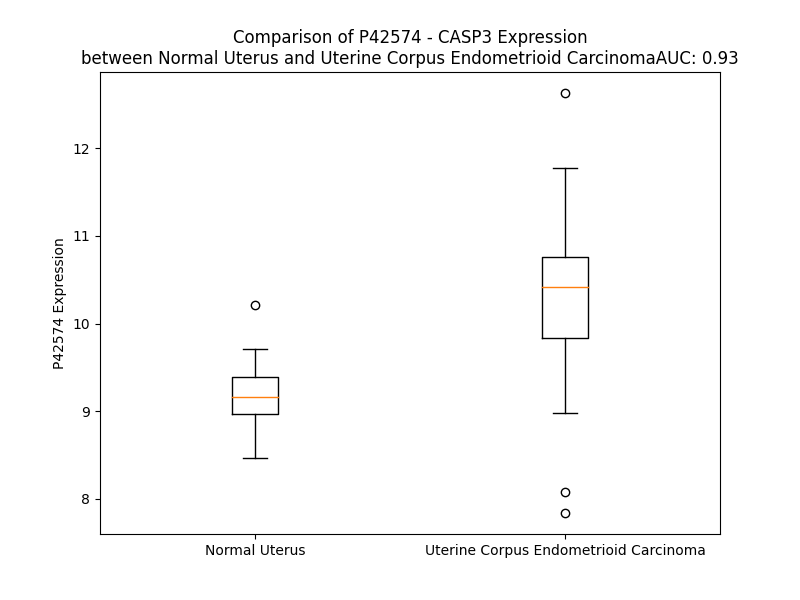 Comparison of P42574 - CASP3 Expression
between Normal Uterus and Uterine Corpus Endometrioid CarcinomaAUC: 0.93
12
11
10
9
8
P42574 Expression
Normal Uterus
Uterine Corpus Endometrioid Carcinoma